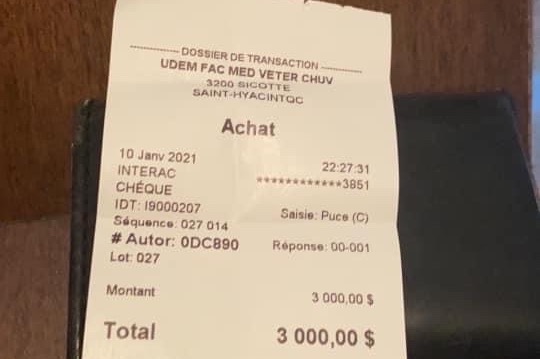 DOSSIER DE TRANSACTION
UDEM FAC MED VETER CHUV
3200 SICOTTE
SAINT-HYACINTQC
Achat
10 Janv 2021 22:27:31
INTERAC ************3851
CHÉQUE
IDT: I9000207 Saisie: Puce (C)
Séquence: 027 014
# Autor: 0DC890 Réponse: 00-001
Lot: 027
Montant 3 000,00 $
Total 3 000,00 $